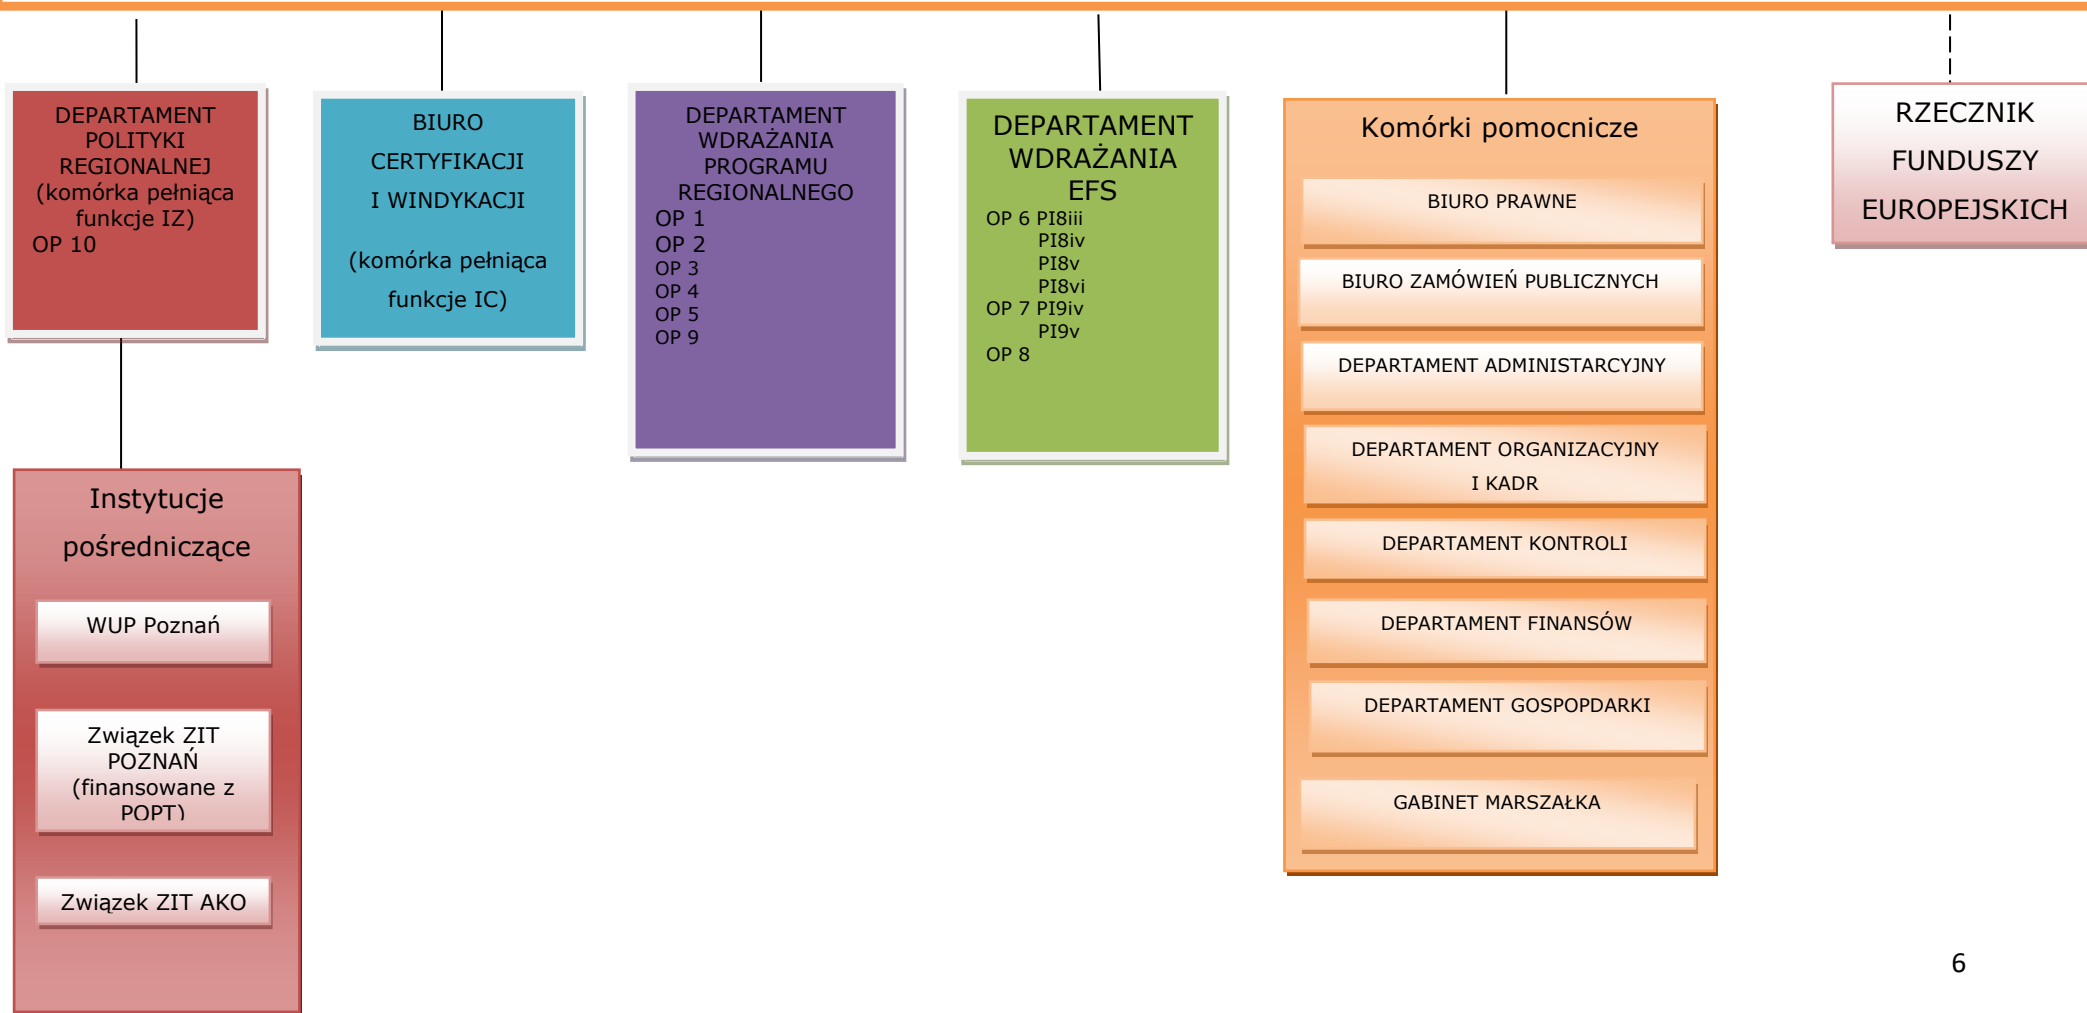 DEPARTAMENT
POLITYKI
REGIONALNEJ
(komórka pełniąca
funkcje IZ)
OP 10
BIURO
CERTYFIKACJI
I WINDYKACJI
(komórka pełniąca
funkcje IC)
DEPARTAMENT
WDRAŻANIA
PROGRAMU
REGIONALNEGO
OP 1
OP 2
OP 3
OP 4
OP 5
OP 9
DEPARTAMENT
WDRAŻANIA
EFS
OP 6 PI8iii
PI8iv
PI8v
PI8vi
OP 7 PI9iv
PI9v
OP 8
Komórki pomocnicze
BIURO PRAWNE
BIURO ZAMÓWIEŃ PUBLICZNYCH
DEPARTAMENT ADMINISTARCYJNY
DEPARTAMENT ORGANIZACYJNY
I KADR
DEPARTAMENT KONTROLI
DEPARTAMENT FINANSÓW
DEPARTAMENT GOSPOPDARKI
GABINET MARSZAŁKA
RZECZNIK
FUNDUSZY
EUROPEJSKICH
Instytucje
pośredniczące
WUP Poznań
Związek ZIT
POZNAŃ
(finansowane z
POPT)
Związek ZIT AKO
6